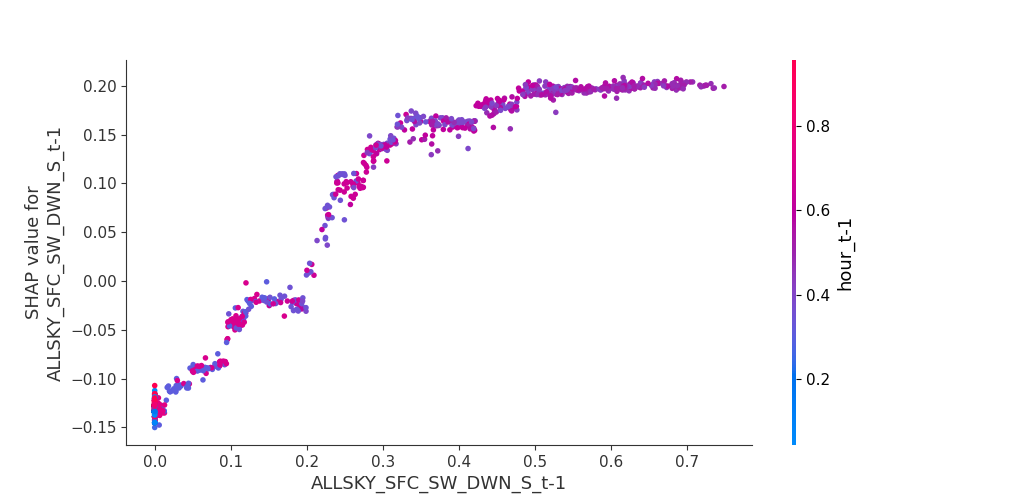 0.20
0.15
0.10
0.05
0.00
−0.05
−0.10
−0.15
SHAP value for
ALLSKY_SFC_SW_DWN_S_t-1
0.0 0.1 0.2 0.3 0.4 0.5 0.6 0.7
ALLSKY_SFC_SW_DWN_S_t-1
0.8
0.6
0.4
0.2
hour_t-1